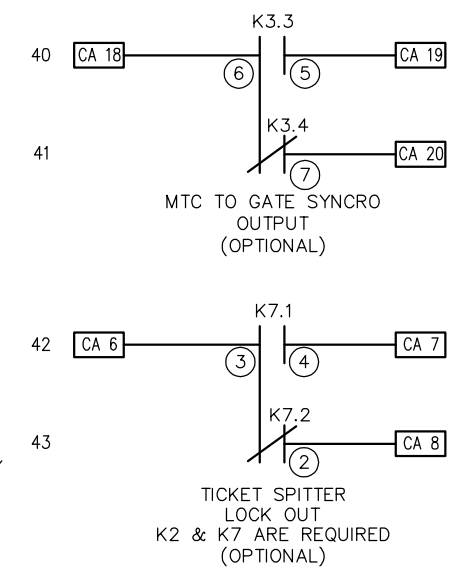 K3.3
40 CA 18 CA 19
6 5
K3.4
41 CA 20
7
MTC TO GATE SYNCRO
OUTPUT
(OPTIONAL)
K7.1
42 CA 6 CA 7
3 4
K7.2
43 CA 8
2
TICKET SPITTER
LOCK OUT
K2 & K7 ARE REQUIRED
(OPTIONAL)